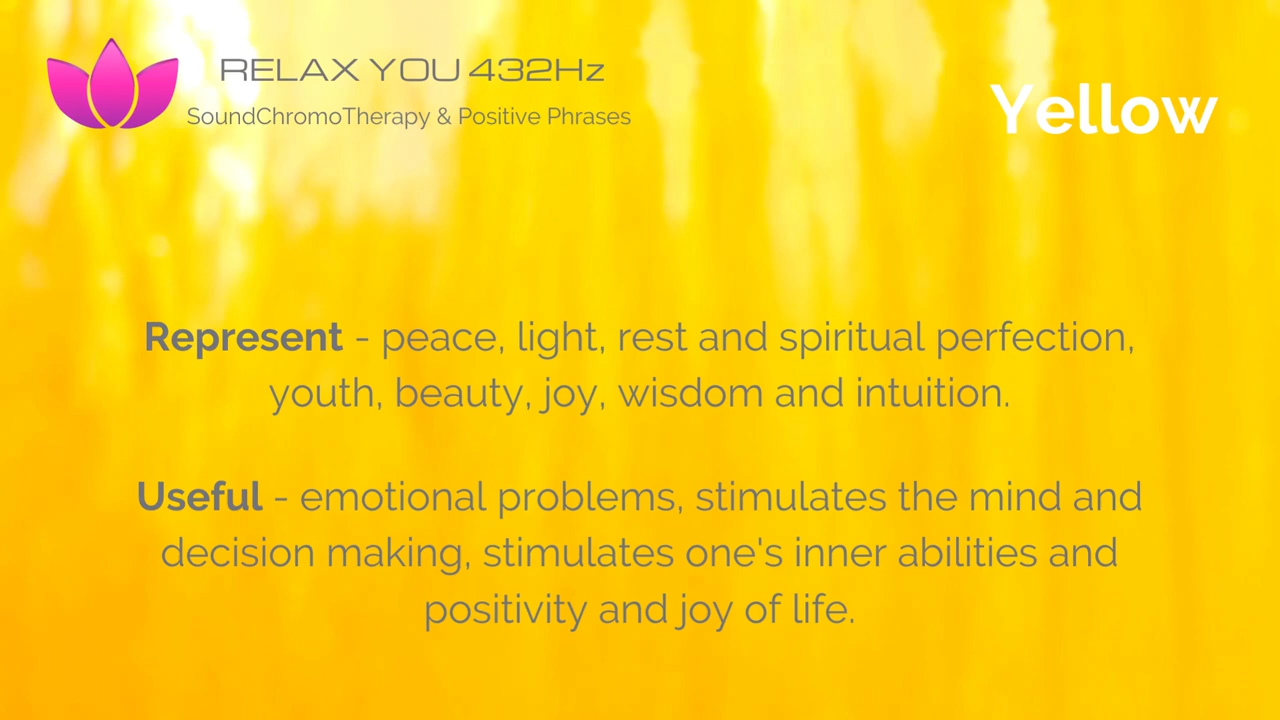 RELAX YOU 432Hz
SoundChromoTherapy & Positive Phrases
Yellow
Represent - peace, light, rest and spiritual perfection,
youth, beauty, joy, wisdom and intuition.
Useful - emotional problems, stimulates the mind and
decision making, stimulates one's inner abilities and
positivity and joy of life.